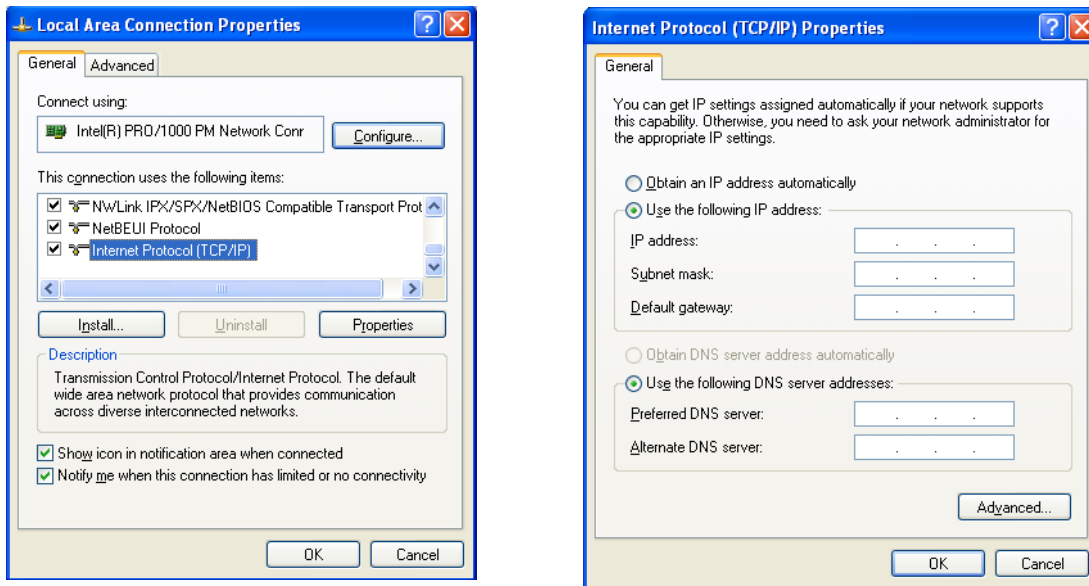 Local Area Connection Properties
General
Advanced
Connect using:
Intel(R) PRO/1000 PM Network Conr
Configure...
This connection uses the following items:
NWLink IPX/SPX/NetBIOS Compatible Transport Prot
NetBEUI Protocol
Internet Protocol (TCP/IP)
Install...
Uninstall
Properties
Description
Transmission Control Protocol/Internet Protocol. The default
wide area network protocol that provides communication
across diverse interconnected networks.
Show icon in notification area when connected
Notify me when this connection has limited or no connectivity
OK
Cancel
Internet Protocol (TCP/IP) Properties
General
You can get IP settings assigned automatically if your network supports
this capability. Otherwise, you need to ask your network administrator for
the appropriate IP settings.
Obtain an IP address automatically
Use the following IP address:
IP address:
Subnet mask:
Default gateway:
Obtain DNS server address automatically
Use the following DNS server addresses:
Preferred DNS server:
Alternate DNS server:
Advanced...
OK
Cancel